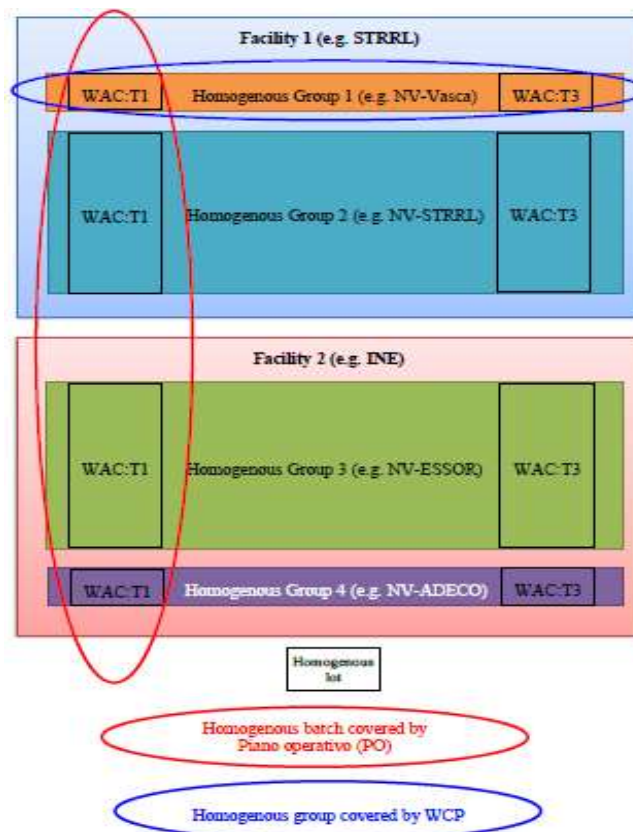 Facility 1 (e.g. STRRL)
WAC:T1 Homogenous Group 1 (e.g. NV-Vasca) WAC:T3
WAC:T1 Homogenous Group 2 (e.g. NV-STRRL) WAC:T3
Facility 2 (e.g. INE)
WAC:T1 Homogenous Group 3 (e.g. NV-ESSOR) WAC:T3
WAC:T1 Homogenous Group 4 (e.g. NV-ADECO) WAC:T3
Homogenous
lot
Homogenous batch covered by
Piano operativo (PO)
Homogenous group covered by WCP